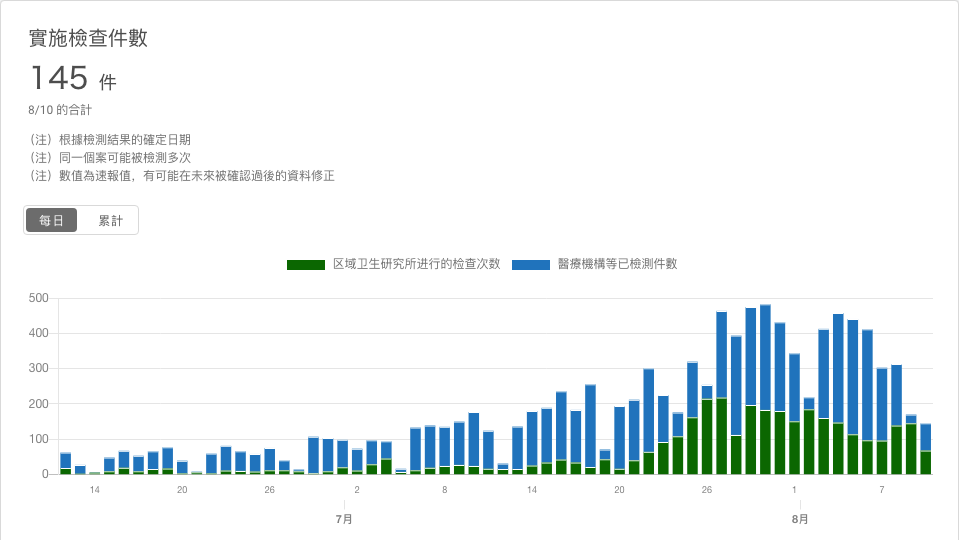 實施檢查件數
145 件
8/10 的合計
（注）根據檢測結果的確定日期
（注）同一個案可能被檢測多次
（注）數值為速報值，有可能在未來被確認過後的資料修正
每日 累計
区域卫生研究所进行的检查次数 醫療機構等已檢測件數
500
400
300
200
100
0
14 20 26 2 8 14 20 26 1 7
7月 8月